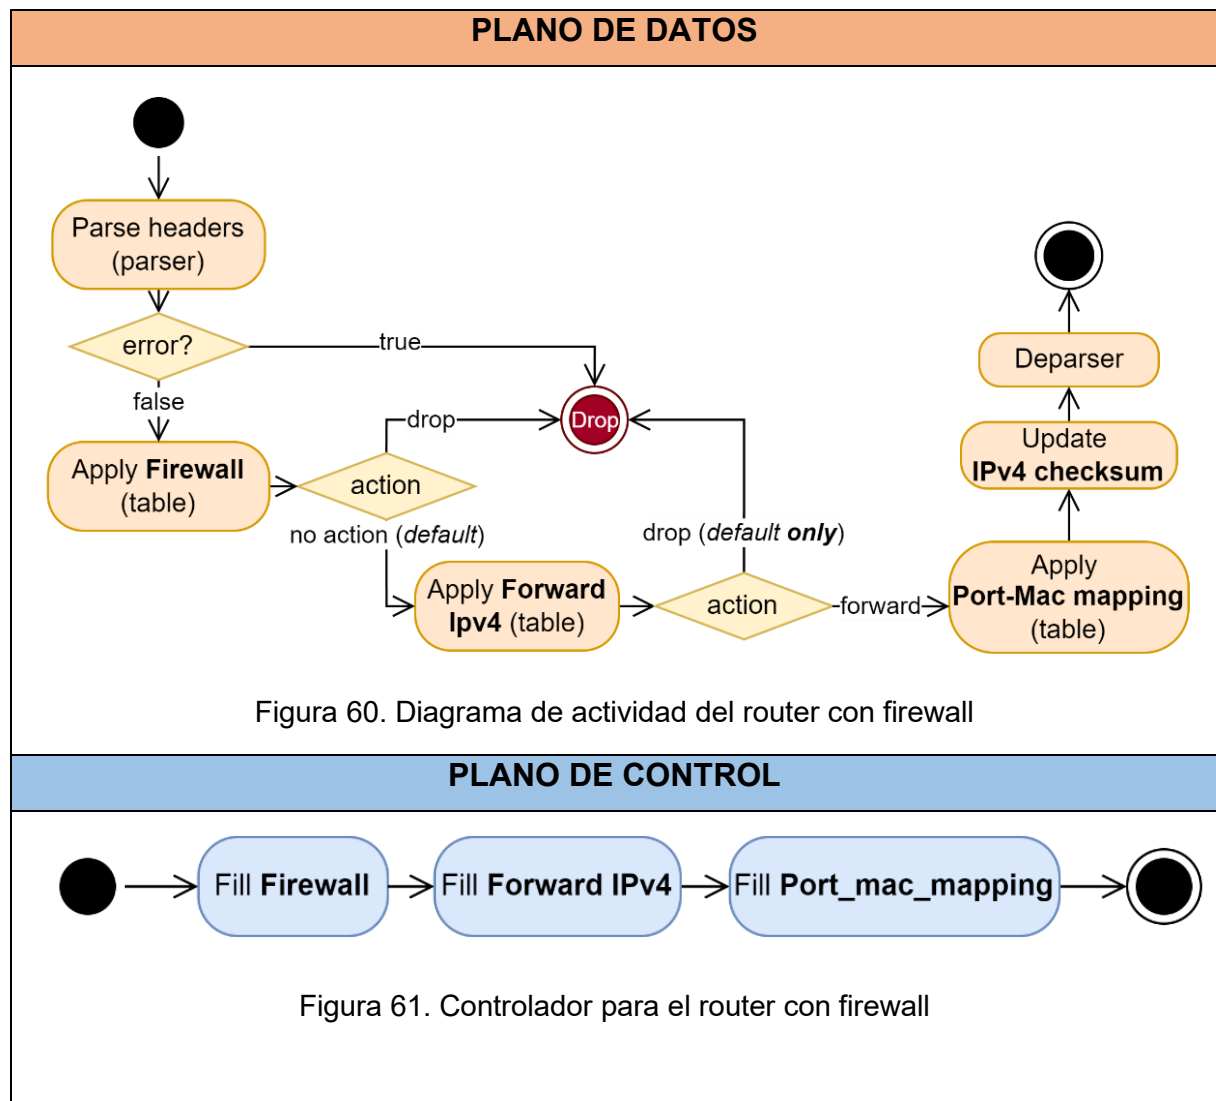 PLANO DE DATOS
Parse headers
(parser)
error?
true
false
Apply Firewall
(table)
action
drop
Drop
no action (default)
Apply Forward
Ipv4 (table)
action
drop (default only)
forward
Apply
Port-Mac mapping
(table)
Update
IPv4 checksum
Deparser
Figura 60. Diagrama de actividad del router con firewall
PLANO DE CONTROL
Fill Firewall
Fill Forward IPv4
Fill Port_mac_mapping
Figura 61. Controlador para el router con firewall